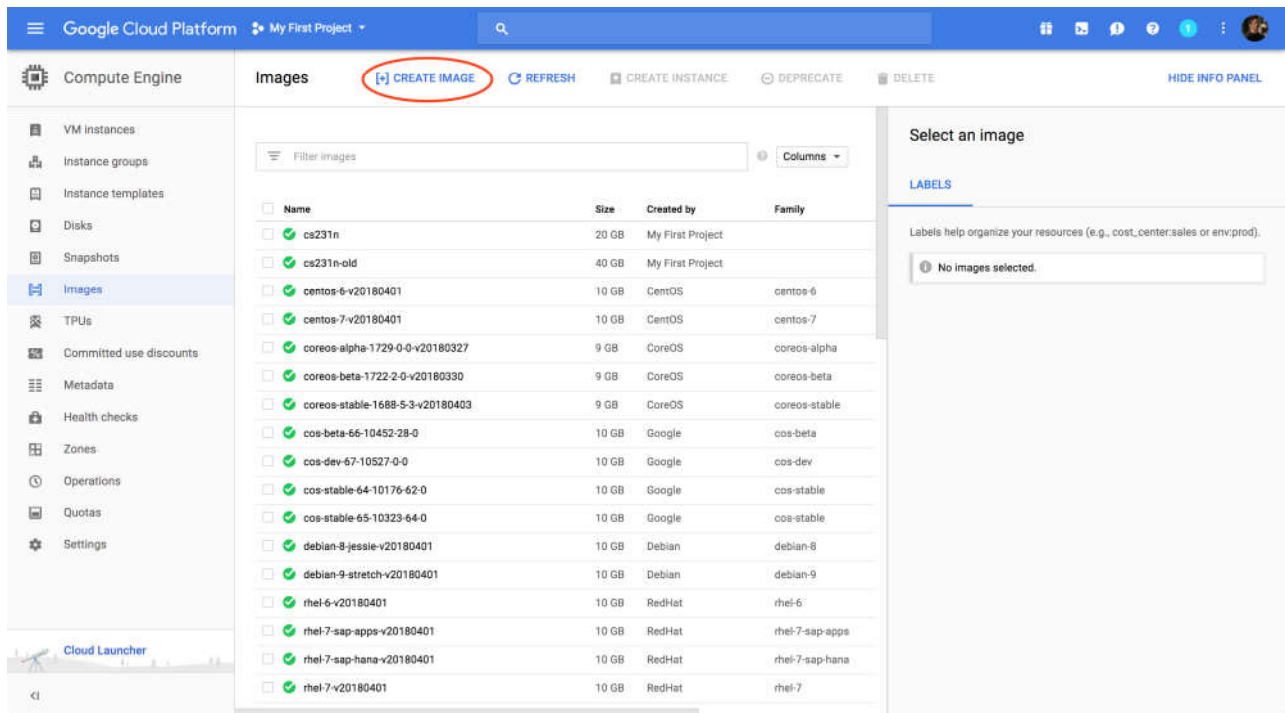 Google Cloud Platform My First Project
1
Compute Engine
Images
[+] CREATE IMAGE
REFRESH
CREATE INSTANCE
DEPRECATE
DELETE
HIDE INFO PANEL
VM instances
Instance groups
Instance templates
Disks
Snapshots
Images
TPUs
Committed use discounts
Metadata
Health checks
Zones
Operations
Quotas
Settings
Cloud Launcher
Filter images
Columns
Name Size Created by Family
cs231n 20 GB My First Project
cs231n-old 40 GB My First Project
centos-6-v20180401 10 GB CentOS centos-6
centos-7-v20180401 10 GB CentOS centos-7
coreos-alpha-1729-0-0-v20180327 9 GB CoreOS coreos-alpha
coreos-beta-1722-2-0-v20180330 9 GB CoreOS coreos-beta
coreos-stable-1688-5-3-v20180403 9 GB CoreOS coreos-stable
cos-beta-66-10452-28-0 10 GB Google cos-beta
cos-dev-67-10527-0-0 10 GB Google cos-dev
cos-stable-64-10176-62-0 10 GB Google cos-stable
cos-stable-65-10323-64-0 10 GB Google cos-stable
debian-8-jessie-v20180401 10 GB Debian debian-8
debian-9-stretch-v20180401 10 GB Debian debian-9
rhel-6-v20180401 10 GB RedHat rhel-6
rhel-7-sap-apps-v20180401 10 GB RedHat rhel-7-sap-apps
rhel-7-sap-hana-v20180401 10 GB RedHat rhel-7-sap-hana
rhel-7-v20180401 10 GB RedHat rhel-7
Select an image
LABELS
Labels help organize your resources (e.g., cost_center:sales or env:prod).
No images selected.